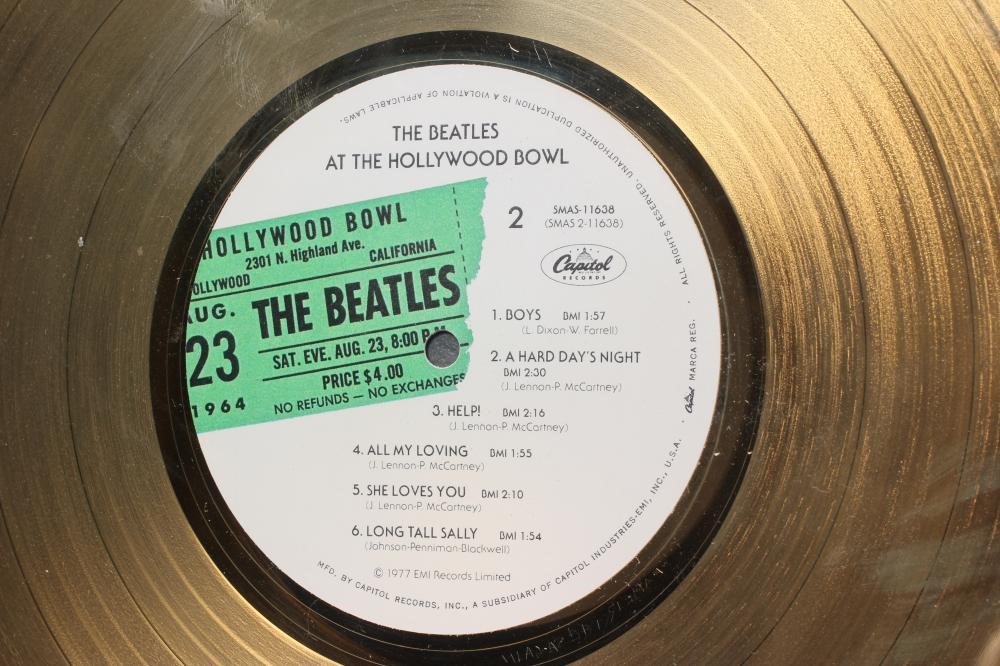 UNAUTHORIZED DUPLICATION IS A VIOLATION OF APPLICABLE LAWS.
THE BEATLES
AT THE HOLLYWOOD BOWL
HOLLYWOOD BOWL
2301 N. Highland Ave.
OLLYWOOD CALIFORNIA
AUG. THE BEATLES
23 SAT. EVE. AUG. 23, 8:00 P.M.
PRICE $4.00
1964 NO REFUNDS — NO EXCHANGES
2 SMAS-11638
(SMAS 2-11638)
Capitol
RECORDS
1. BOYS BMI 1:57
(L. Dixon-W. Farrell)
2. A HARD DAY'S NIGHT
BMI 2:30
(J. Lennon-P. McCartney)
3. HELP! BMI 2:16
(J. Lennon-P. McCartney)
4. ALL MY LOVING BMI 1:55
(J. Lennon-P. McCartney)
5. SHE LOVES YOU BMI 2:10
(J. Lennon-P. McCartney)
6. LONG TALL SALLY BMI 1:54
(Johnson-Penniman-Blackwell)
© 1977 EMI Records Limited
MFD. BY CAPITOL RECORDS, INC., A SUBSIDIARY OF CAPITOL INDUSTRIES-EMI, INC., U.S.A. • Capitol MARCA REG. • ALL RIGHTS RESERVED.